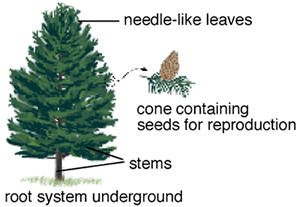 needle-like leaves
cone containing
seeds for reproduction
stems
root system underground